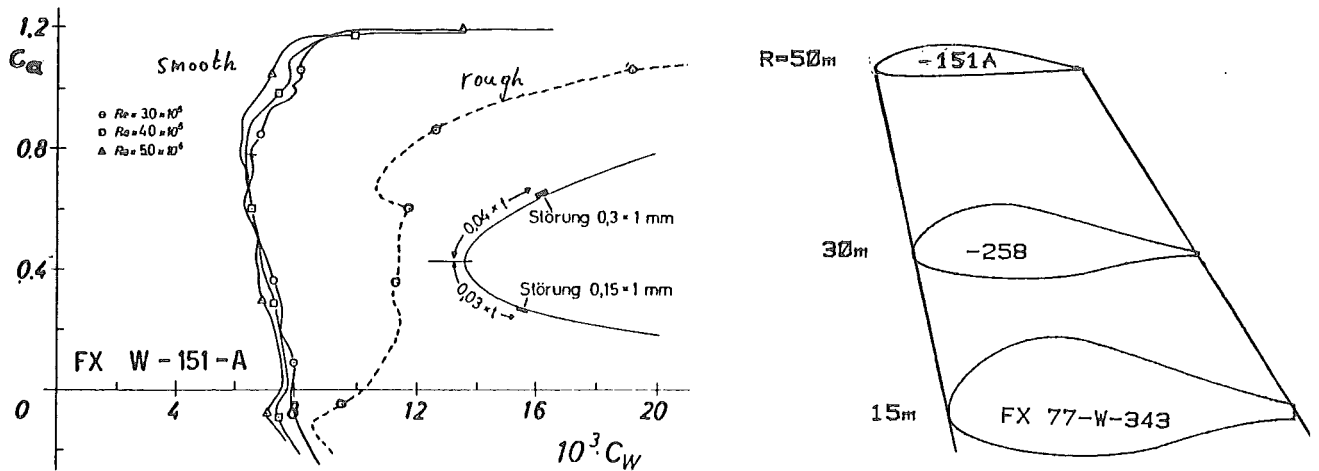 1.2
Ca
smooth
rough
⊙ Re = 3.0 × 10⁶
⊡ Re = 4.0 × 10⁶
△ Re = 5.0 × 10⁶
0.8
0,04 × t
Störung 0,3 × 1 mm
0.4
0,03 × t
Störung 0,15 × 1 mm
FX W-151-A
0 4 8 12 16 20
10³·CW
R=50m
-151A
30m
-258
15m
FX 77-W-343